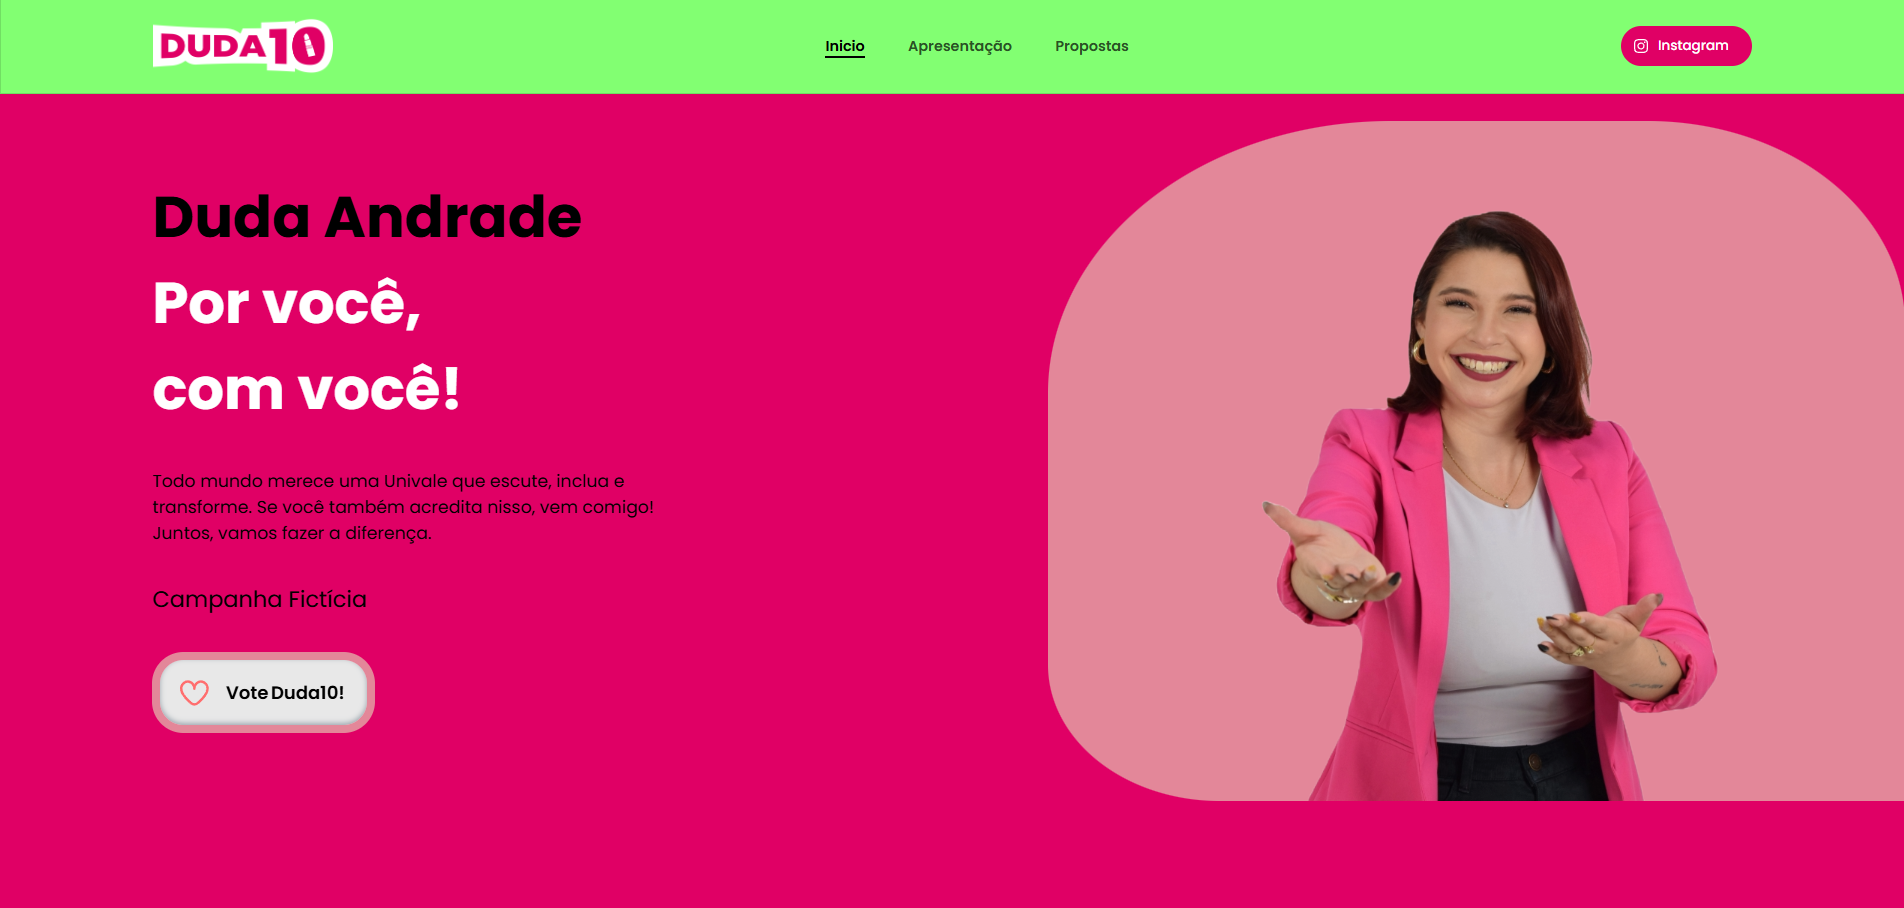 DUDA10
Inicio
Apresentação
Propostas
Instagram
Duda Andrade
Por você,
com você!
Todo mundo merece uma Univale que escute, inclua e
transforme. Se você também acredita nisso, vem comigo!
Juntos, vamos fazer a diferença.
Campanha Fictícia
Vote Duda10!